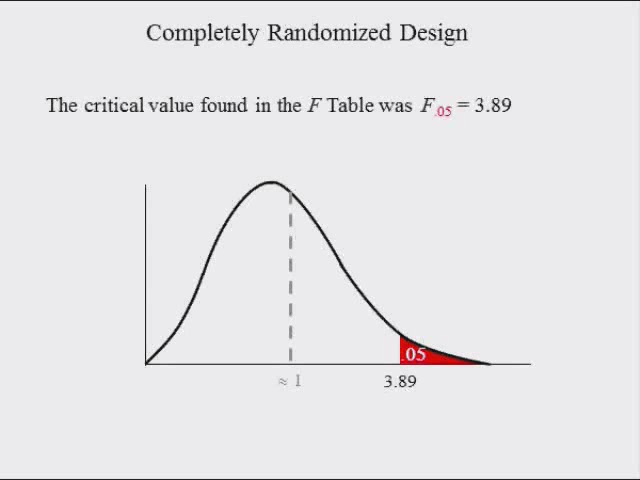 Completely Randomized Design
The critical value found in the F Table was F.05 = 3.89
.05
≈ 1
3.89